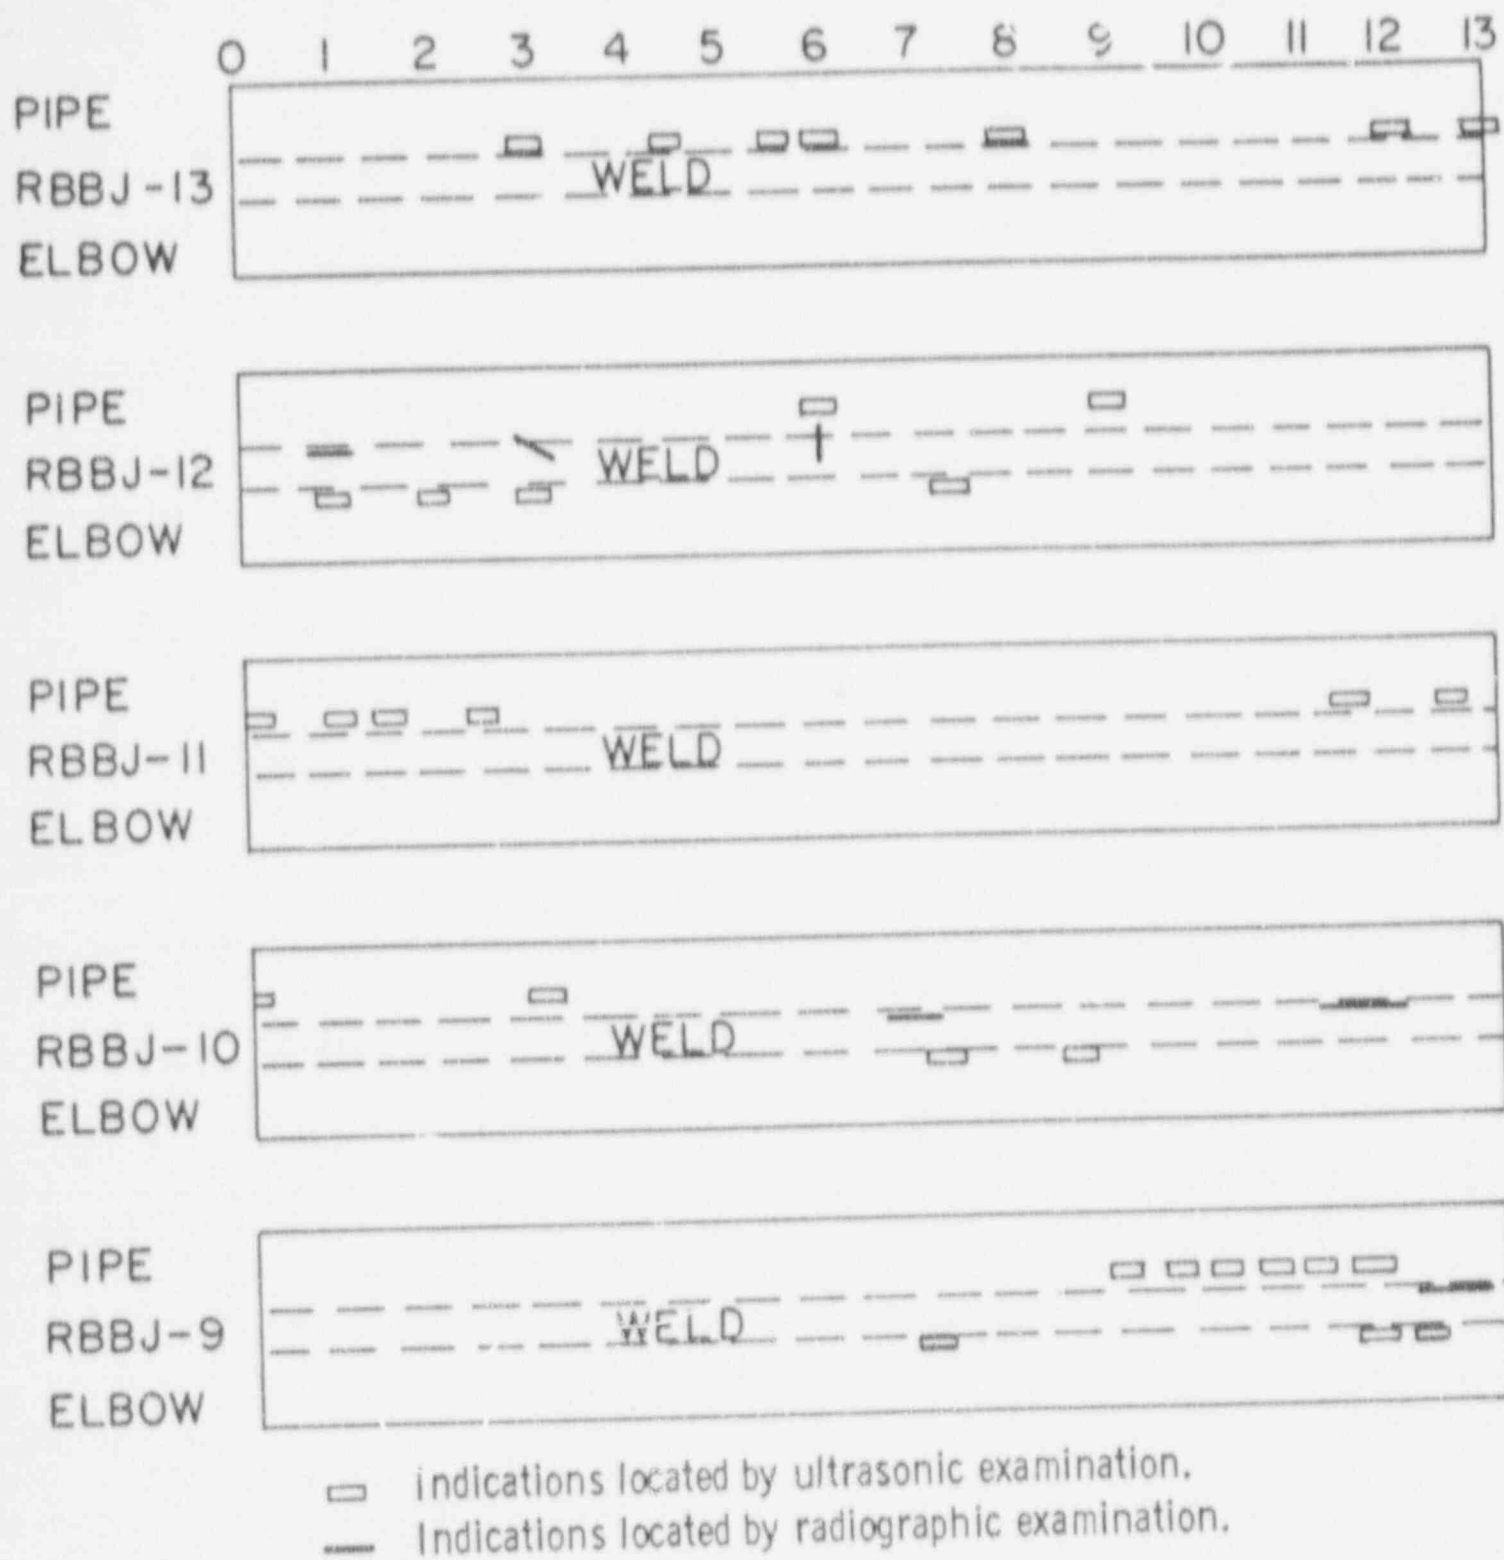 0 1 2 3 4 5 6 7 8 9 10 11 12 13
PIPE
RBBJ-13 WELD
ELBOW
PIPE
RBBJ-12 WELD
ELBOW
PIPE
RBBJ-11 WELD
ELBOW
PIPE
RBBJ-10 WELD
ELBOW
PIPE
RBBJ-9 WELD
ELBOW
indications located by ultrasonic examination.
Indications located by radiographic examination.